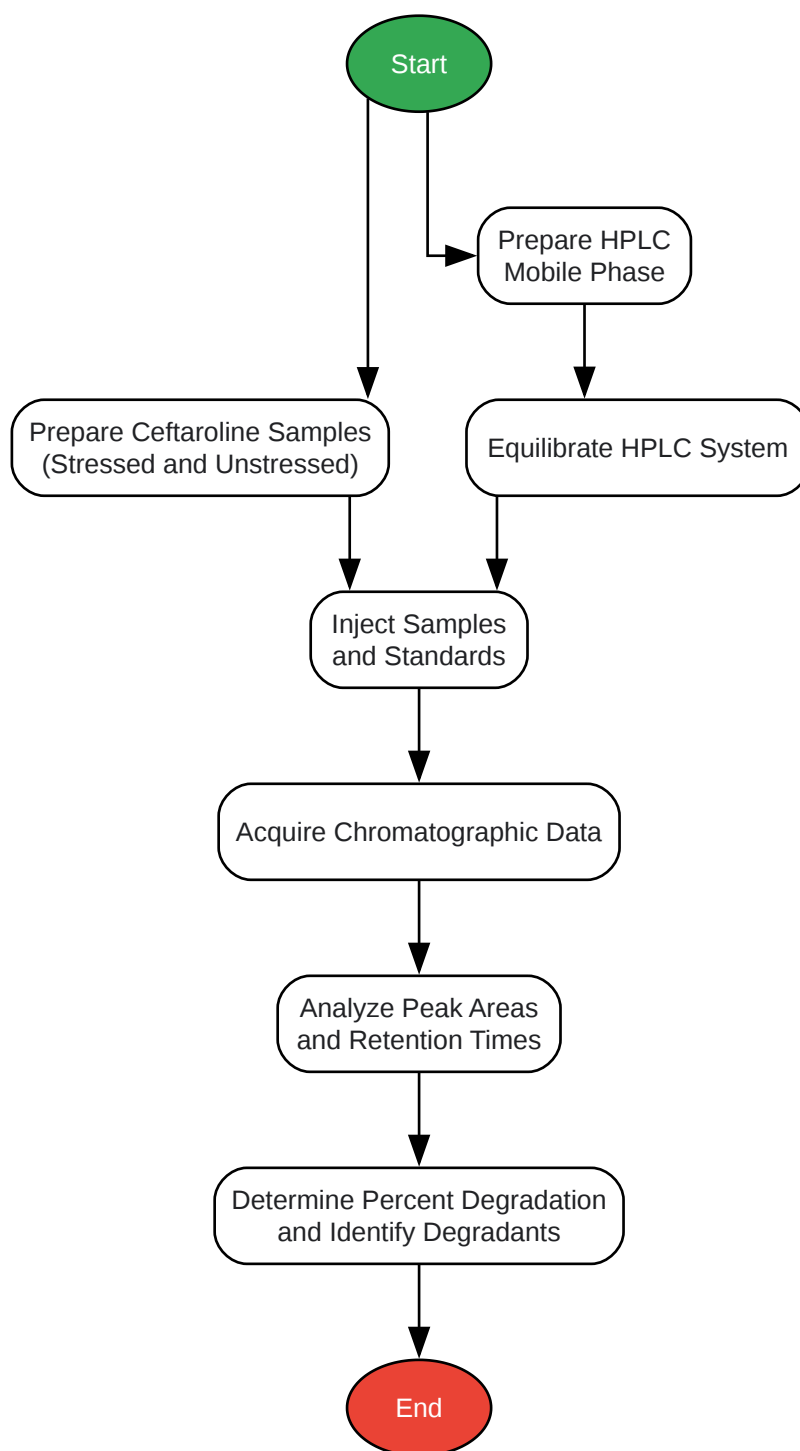 Start
Prepare HPLC
Mobile Phase
Prepare Ceftaroline Samples
(Stressed and Unstressed)
Equilibrate HPLC System
Inject Samples
and Standards
Acquire Chromatographic Data
Analyze Peak Areas
and Retention Times
Determine Percent Degradation
and Identify Degradants
End